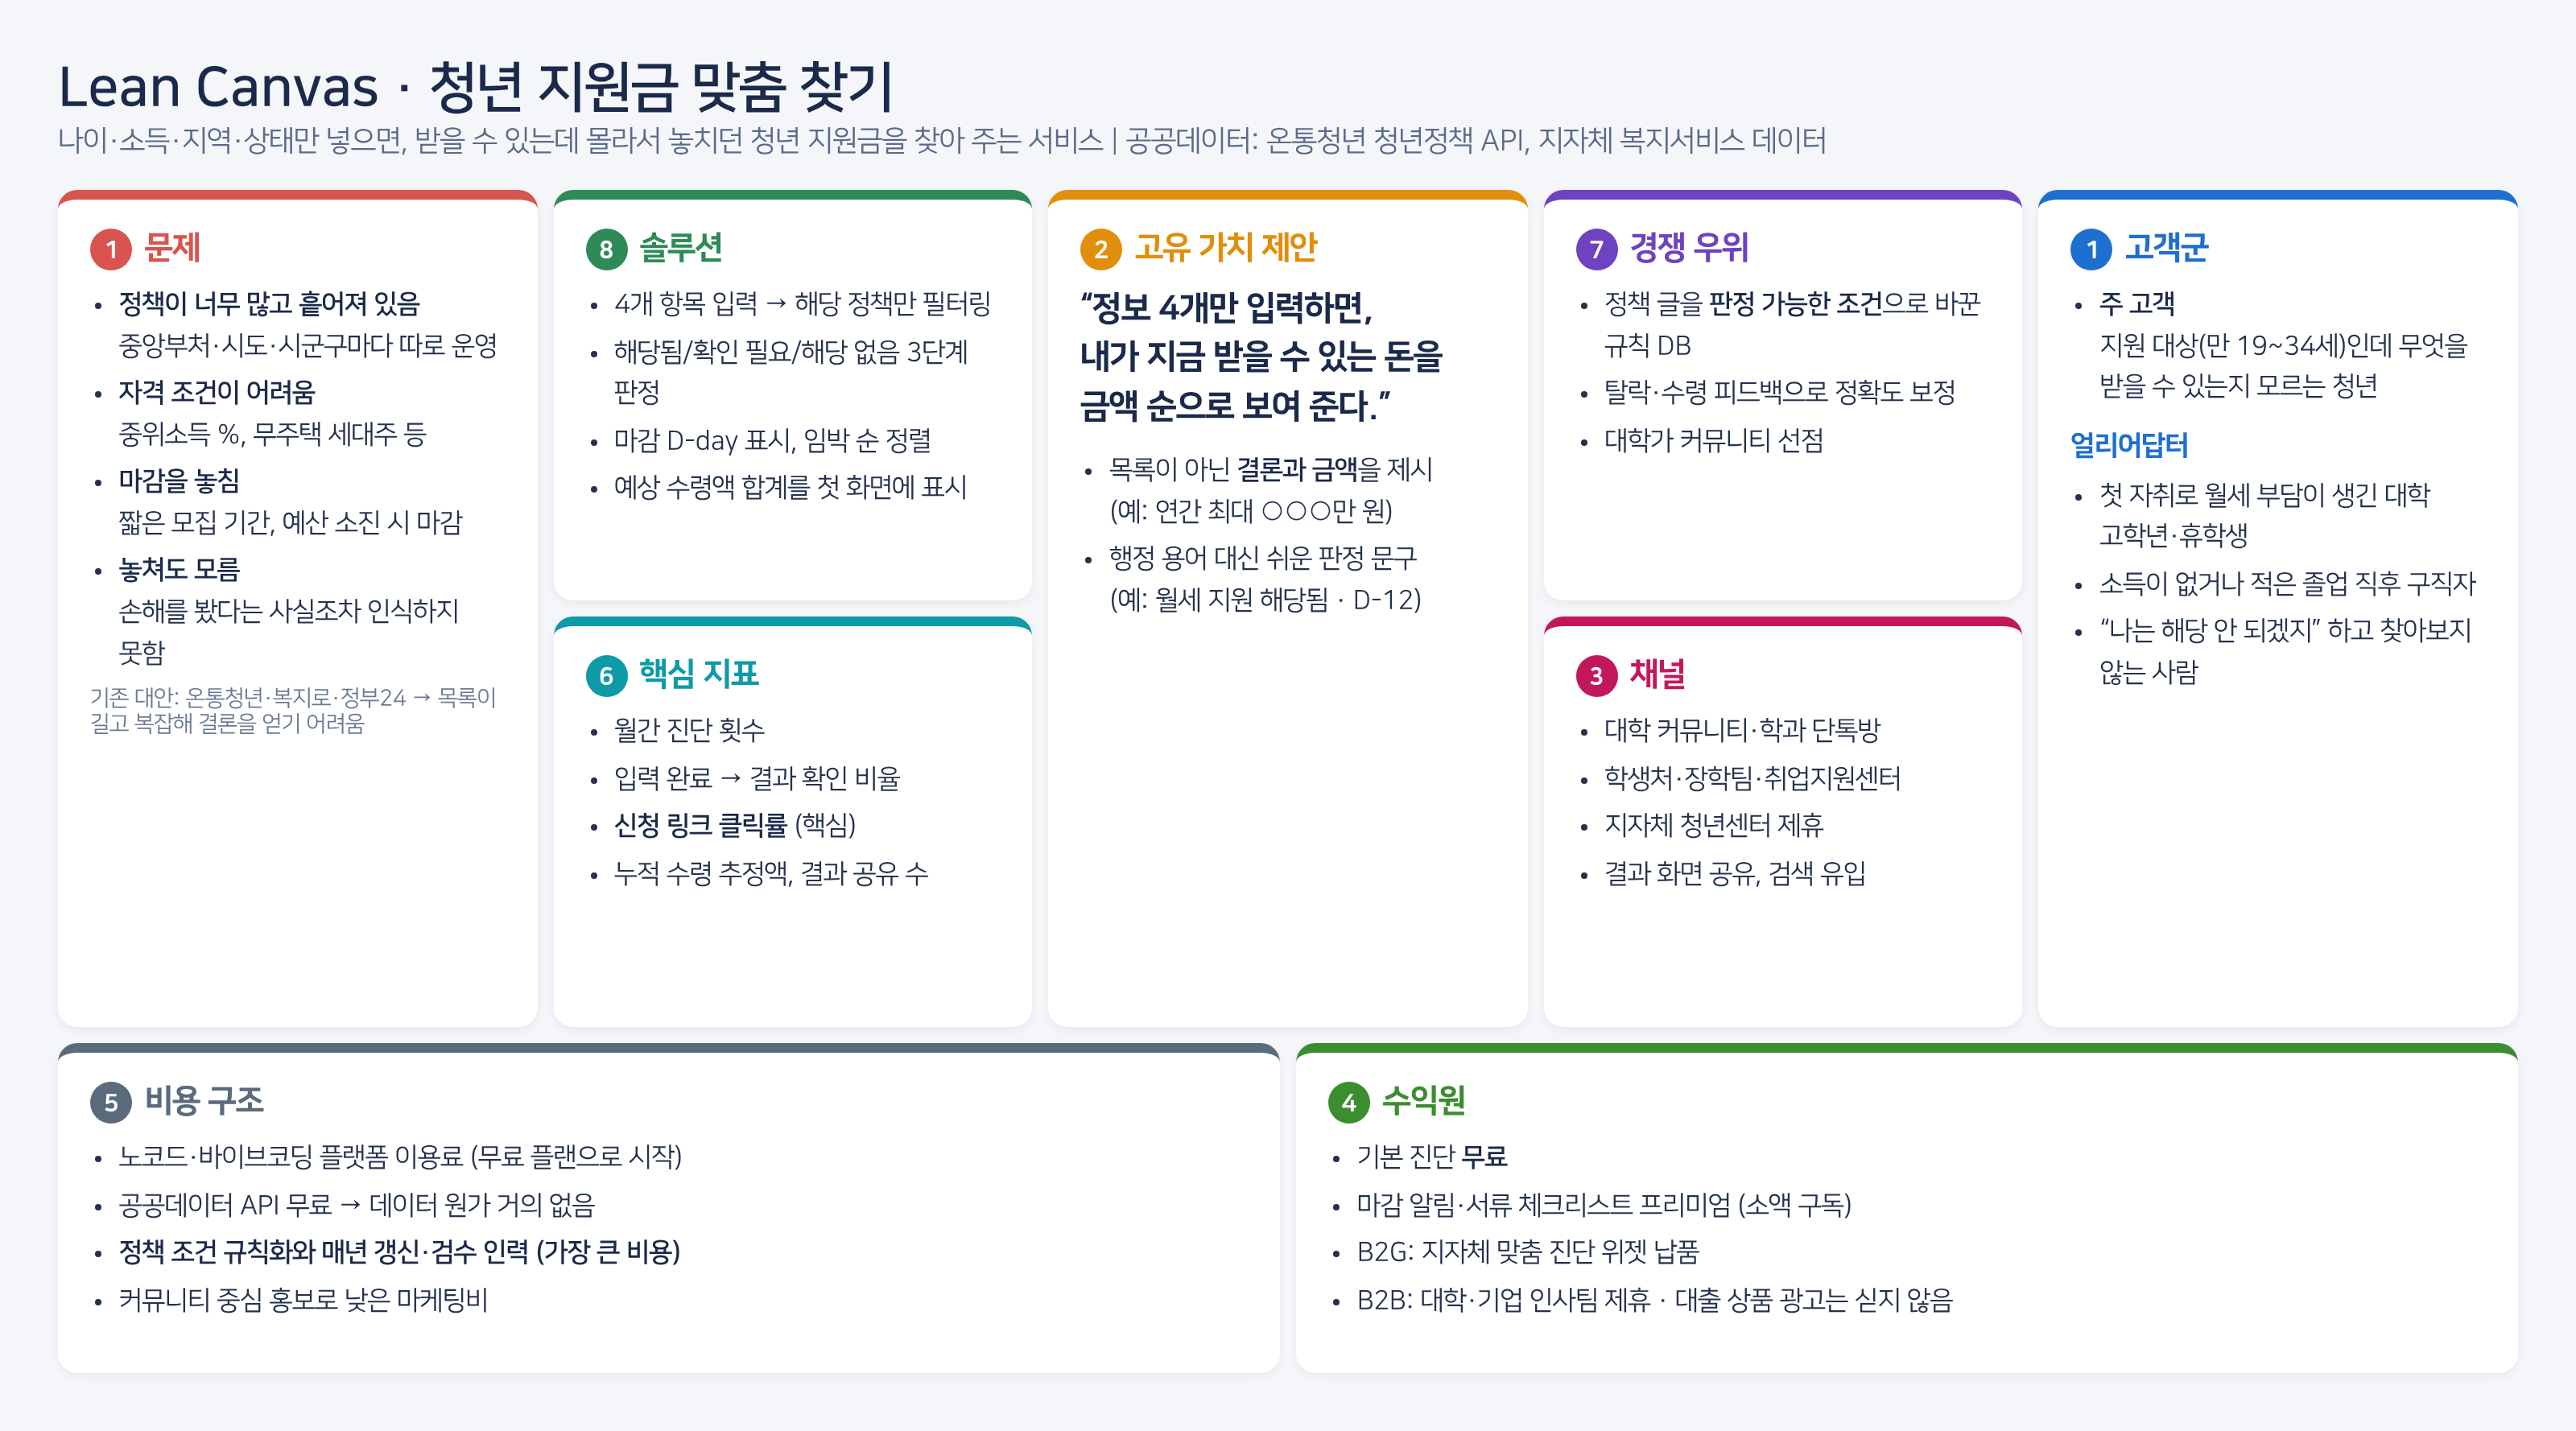 Lean Canvas · 청년 지원금 맞춤 찾기
나이·소득·지역·상태만 넣으면, 받을 수 있는데 몰라서 놓치던 청년 지원금을 찾아 주는 서비스 | 공공데이터: 온통청년 청년정책 API, 지자체 복지서비스 데이터
1 문제
• 정책이 너무 많고 흩어져 있음
중앙부처·시도·시군구마다 따로 운영
• 자격 조건이 어려움
중위소득 %, 무주택 세대주 등
• 마감을 놓침
짧은 모집 기간, 예산 소진 시 마감
• 놓쳐도 모름
손해를 봤다는 사실조차 인식하지
못함
기존 대안: 온통청년·복지로·정부24 → 목록이
길고 복잡해 결론을 얻기 어려움
8 솔루션
• 4개 항목 입력 → 해당 정책만 필터링
• 해당됨/확인 필요/해당 없음 3단계
판정
• 마감 D-day 표시, 임박 순 정렬
• 예상 수령액 합계를 첫 화면에 표시
6 핵심 지표
• 월간 진단 횟수
• 입력 완료 → 결과 확인 비율
• 신청 링크 클릭률 (핵심)
• 누적 수령 추정액, 결과 공유 수
2 고유 가치 제안
“정보 4개만 입력하면,
내가 지금 받을 수 있는 돈을
금액 순으로 보여 준다.”
• 목록이 아닌 결론과 금액을 제시
(예: 연간 최대 ○○○만 원)
• 행정 용어 대신 쉬운 판정 문구
(예: 월세 지원 해당됨 · D-12)
7 경쟁 우위
• 정책 글을 판정 가능한 조건으로 바꾼
규칙 DB
• 탈락·수령 피드백으로 정확도 보정
• 대학가 커뮤니티 선점
3 채널
• 대학 커뮤니티·학과 단톡방
• 학생처·장학팀·취업지원센터
• 지자체 청년센터 제휴
• 결과 화면 공유, 검색 유입
1 고객군
• 주 고객
지원 대상(만 19~34세)인데 무엇을
받을 수 있는지 모르는 청년
얼리어답터
• 첫 자취로 월세 부담이 생긴 대학
고학년·휴학생
• 소득이 없거나 적은 졸업 직후 구직자
• “나는 해당 안 되겠지” 하고 찾아보지
않는 사람
5 비용 구조
• 노코드·바이브코딩 플랫폼 이용료 (무료 플랜으로 시작)
• 공공데이터 API 무료 → 데이터 원가 거의 없음
• 정책 조건 규칙화와 매년 갱신·검수 인력 (가장 큰 비용)
• 커뮤니티 중심 홍보로 낮은 마케팅비
4 수익원
• 기본 진단 무료
• 마감 알림·서류 체크리스트 프리미엄 (소액 구독)
• B2G: 지자체 맞춤 진단 위젯 납품
• B2B: 대학·기업 인사팀 제휴 · 대출 상품 광고는 싣지 않음